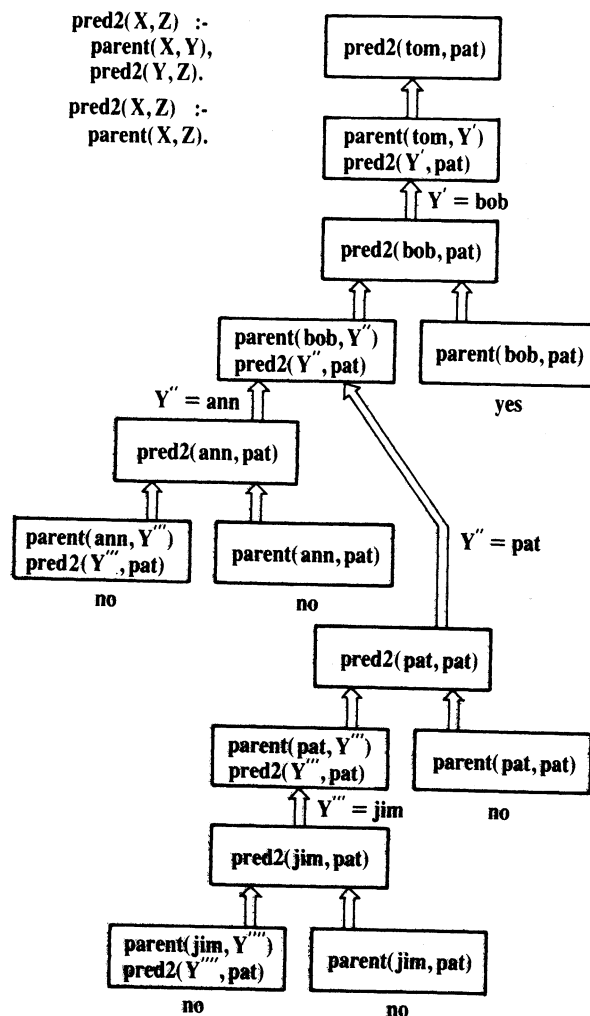 pred2(X, Z) :-
parent(X, Y),
pred2(Y, Z).
pred2(X, Z) :-
parent(X, Z).
pred2(tom, pat)
parent(tom, Y')
pred2(Y', pat)
Y' = bob
pred2(bob, pat)
parent(bob, Y'')
pred2(Y'', pat)
parent(bob, pat)
yes
Y'' = ann
pred2(ann, pat)
parent(ann, Y''')
pred2(Y''', pat)
no
parent(ann, pat)
no
Y'' = pat
pred2(pat, pat)
parent(pat, Y''')
pred2(Y''', pat)
parent(pat, pat)
no
Y''' = jim
pred2(jim, pat)
parent(jim, Y'''')
pred2(Y'''', pat)
no
parent(jim, pat)
no